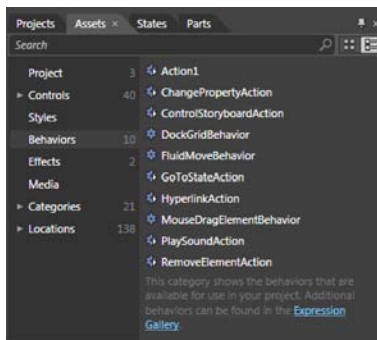 Projects Assets × States Parts
Search
Project 3
Controls 40
Styles
Behaviors 10
Effects 2
Media
Categories 21
Locations 138
Action1
ChangePropertyAction
ControlStoryboardAction
DockGridBehavior
FluidMoveBehavior
GoToStateAction
HyperlinkAction
MouseDragElementBehavior
PlaySoundAction
RemoveElementAction
This category shows the behaviors that are
available for use in your project. Additional
behaviors can be found in the Expression
Gallery.